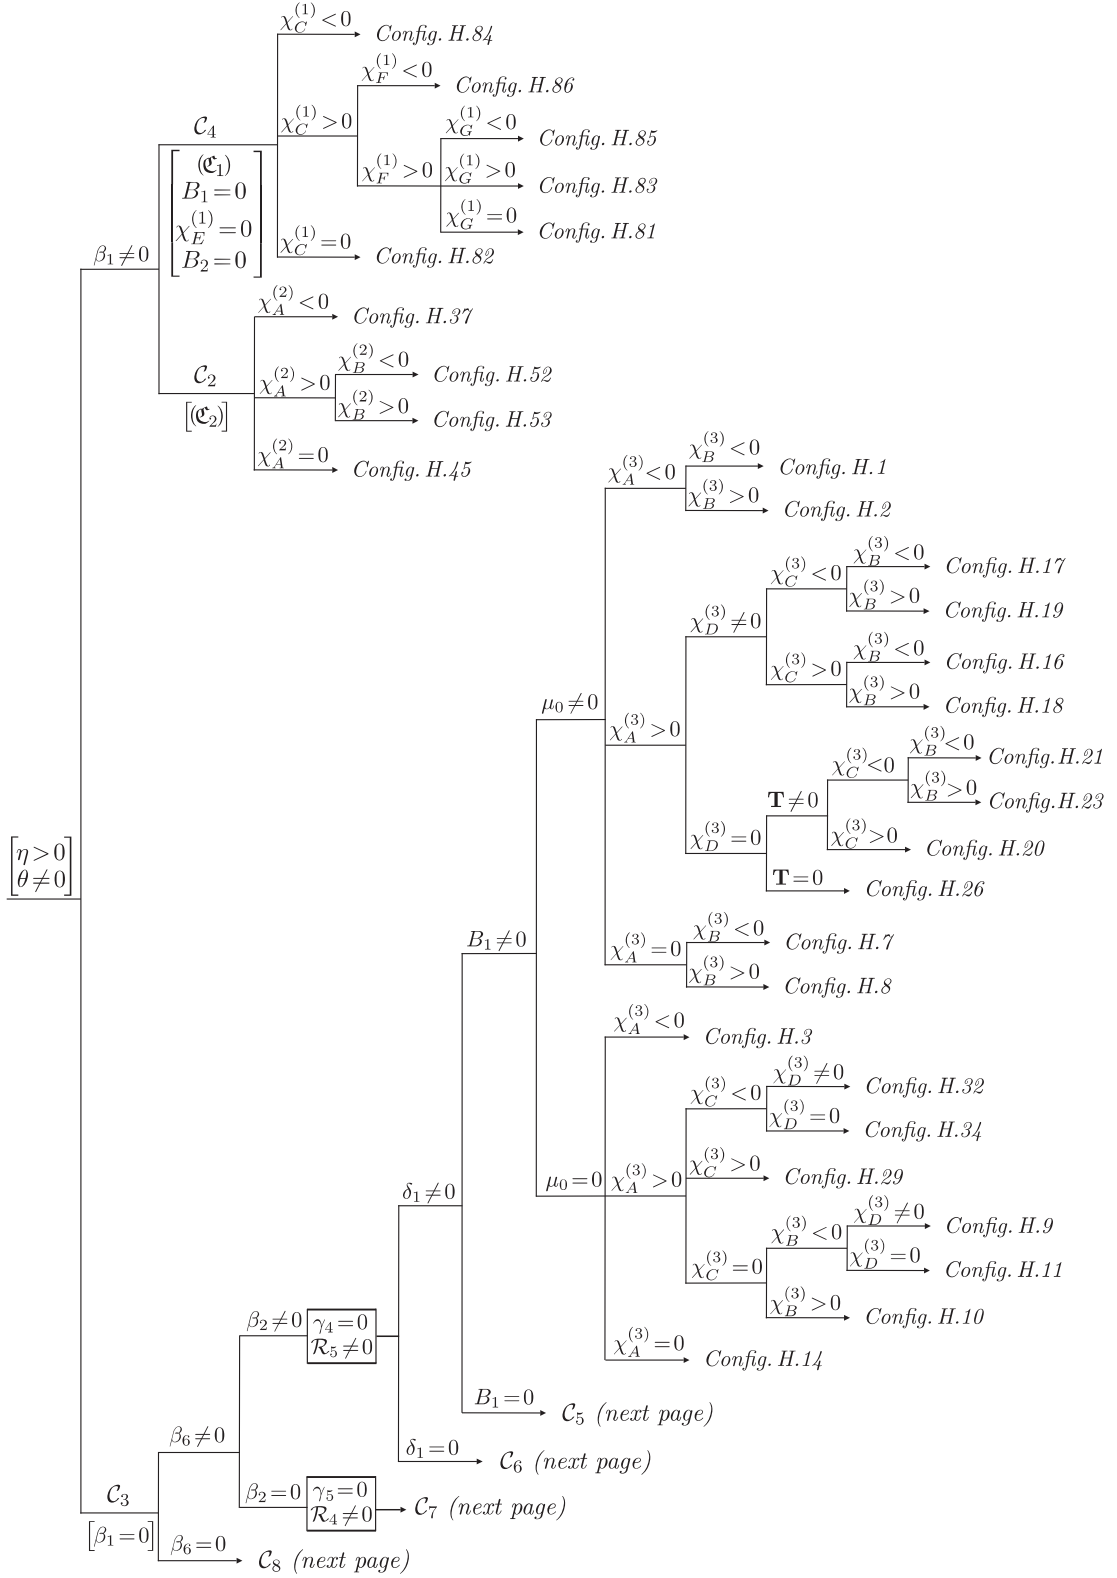 χ_C^(1) < 0 Config. H.84
χ_F^(1) < 0 Config. H.86
χ_C^(1) > 0
χ_G^(1) < 0 Config. H.85
C_4
χ_F^(1) > 0 χ_G^(1) > 0 Config. H.83
(ℭ_1)
B_1 = 0
χ_E^(1) = 0
B_2 = 0
χ_G^(1) = 0 Config. H.81
χ_C^(1) = 0 Config. H.82
β_1 ≠ 0
χ_A^(2) < 0 Config. H.37
χ_B^(2) < 0 Config. H.52
C_2 χ_A^(2) > 0
[(ℭ_2)]
χ_B^(2) > 0 Config. H.53
χ_A^(2) = 0 Config. H.45
χ_A^(3) < 0 χ_B^(3) < 0 Config. H.1
χ_B^(3) > 0 Config. H.2
χ_C^(3) < 0 χ_B^(3) < 0 Config. H.17
χ_B^(3) > 0 Config. H.19
χ_D^(3) ≠ 0
χ_C^(3) > 0 χ_B^(3) < 0 Config. H.16
χ_B^(3) > 0 Config. H.18
μ_0 ≠ 0 χ_A^(3) > 0
χ_C^(3) < 0 χ_B^(3) < 0 Config. H.21
χ_B^(3) > 0 Config. H.23
T ≠ 0
χ_D^(3) = 0 χ_C^(3) > 0 Config. H.20
T = 0 Config. H.26
η > 0
θ ≠ 0
B_1 ≠ 0 χ_A^(3) = 0 χ_B^(3) < 0 Config. H.7
χ_B^(3) > 0 Config. H.8
χ_A^(3) < 0 Config. H.3
χ_C^(3) < 0 χ_D^(3) ≠ 0 Config. H.32
χ_D^(3) = 0 Config. H.34
δ_1 ≠ 0 μ_0 = 0 χ_A^(3) > 0 χ_C^(3) > 0 Config. H.29
χ_B^(3) < 0 χ_D^(3) ≠ 0 Config. H.9
χ_C^(3) = 0 χ_D^(3) = 0 Config. H.11
χ_B^(3) > 0 Config. H.10
β_2 ≠ 0 γ_4 = 0
R_5 ≠ 0
χ_A^(3) = 0 Config. H.14
B_1 = 0 C_5 (next page)
β_6 ≠ 0 δ_1 = 0 C_6 (next page)
C_3 β_2 = 0 γ_5 = 0 C_7 (next page)
R_4 ≠ 0
[β_1 = 0] β_6 = 0 C_8 (next page)